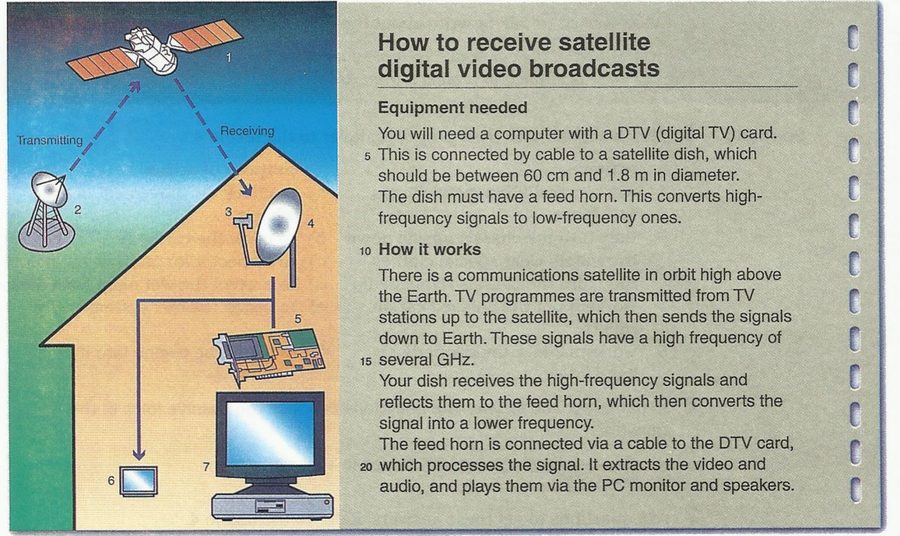 How to receive satellite
digital video broadcasts
Equipment needed
You will need a computer with a DTV (digital TV) card.
5 This is connected by cable to a satellite dish, which
should be between 60 cm and 1.8 m in diameter.
The dish must have a feed horn. This converts high-
frequency signals to low-frequency ones.
10 How it works
There is a communications satellite in orbit high above
the Earth. TV programmes are transmitted from TV
stations up to the satellite, which then sends the signals
down to Earth. These signals have a high frequency of
15 several GHz.
Your dish receives the high-frequency signals and
reflects them to the feed horn, which then converts the
signal into a lower frequency.
The feed horn is connected via a cable to the DTV card,
20 which processes the signal. It extracts the video and
audio, and plays them via the PC monitor and speakers.
1
Transmitting
Receiving
2
3
4
5
6
7